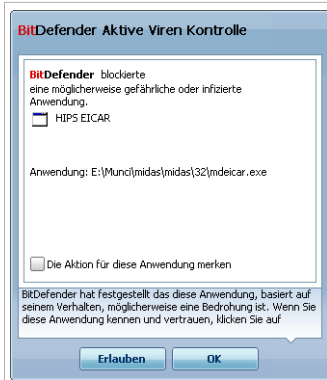 BitDefender Aktive Viren Kontrolle
BitDefender blockierte
eine möglicherweise gefährliche oder infizierte
Anwendung.
HIPS EICAR
Anwendung: E:\Munci\midas\midas\32\mdeicar.exe
Die Aktion für diese Anwendung merken
BitDefender hat festgestellt das diese Anwendung, basiert auf
seinem Verhalten, möglicherweise eine Bedrohung ist. Wenn Sie
diese Anwendung kennen und vertrauen, klicken Sie auf
Erlauben OK